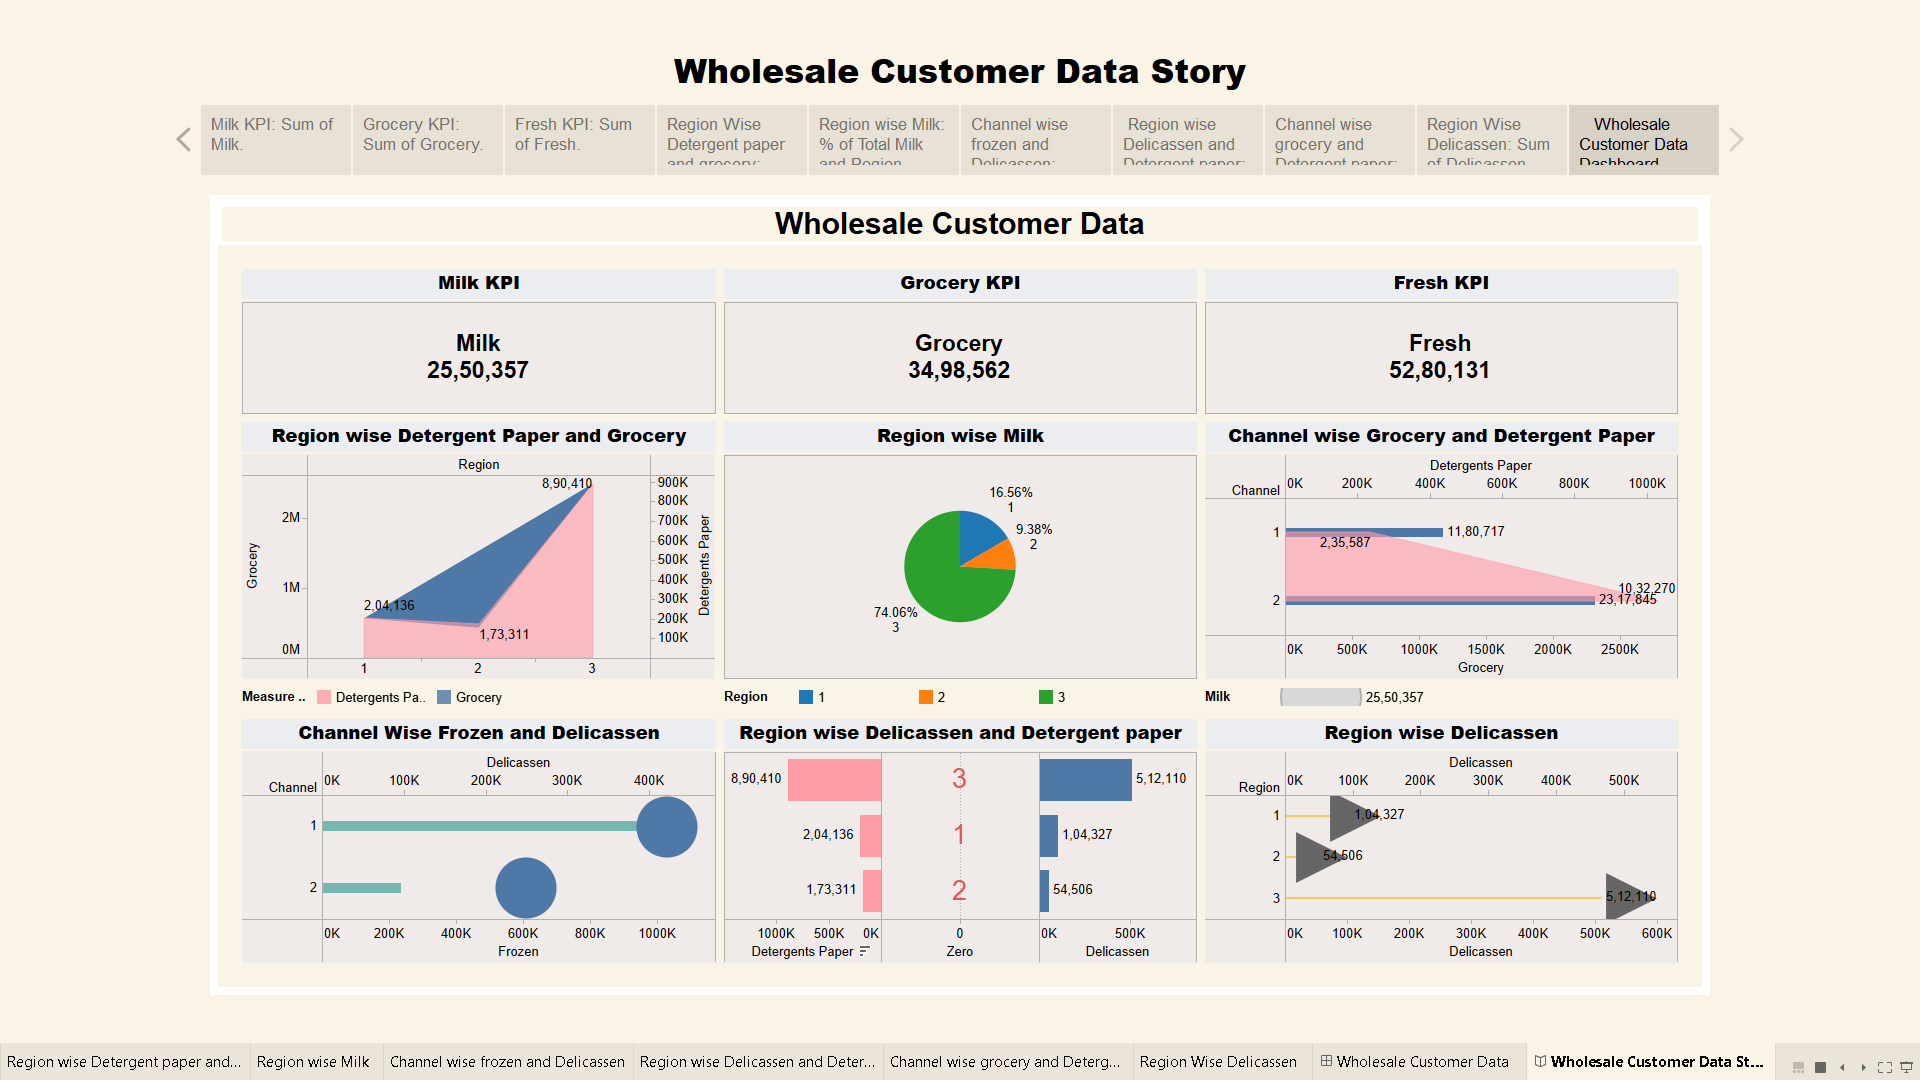 Wholesale Customer Data Story
Milk KPI: Sum of
Milk.
Grocery KPI:
Sum of Grocery.
Fresh KPI: Sum
of Fresh.
Region Wise
Detergent paper
and grocery:
Region wise Milk:
% of Total Milk
and Region
Channel wise
frozen and
Delicassen:
Region wise
Delicassen and
Detergent paper:
Channel wise
grocery and
Detergent paper:
Region Wise
Delicassen: Sum
of Delicassen
Wholesale
Customer Data
Dashboard
Wholesale Customer Data
Milk KPI
Milk
25,50,357
Grocery KPI
Grocery
34,98,562
Fresh KPI
Fresh
52,80,131
Region wise Detergent Paper and Grocery
Region
8,90,410
2,04,136
1,73,311
Grocery
2M
1M
0M
900K
800K
700K
600K
500K
400K
300K
200K
100K
Detergents Paper
1 2 3
Measure .. Detergents Pa.. Grocery
Region wise Milk
16.56%
1
9.38%
2
74.06%
3
Region 1 2 3
Channel wise Grocery and Detergent Paper
Detergents Paper
Channel 0K 200K 400K 600K 800K 1000K
1 11,80,717
2,35,587
10,32,270
2 23,17,845
0K 500K 1000K 1500K 2000K 2500K
Grocery
Milk 25,50,357
Channel Wise Frozen and Delicassen
Delicassen
Channel 0K 100K 200K 300K 400K
1
2
0K 200K 400K 600K 800K 1000K
Frozen
Region wise Delicassen and Detergent paper
8,90,410 3 5,12,110
2,04,136 1 1,04,327
1,73,311 2 54,506
1000K 500K 0K 0 0K 500K
Detergents Paper Zero Delicassen
Region wise Delicassen
Delicassen
Region 0K 100K 200K 300K 400K 500K
1 1,04,327
2 54,506
3 5,12,110
0K 100K 200K 300K 400K 500K 600K
Delicassen
Region wise Detergent paper and...
Region wise Milk
Channel wise frozen and Delicassen
Region wise Delicassen and Deter...
Channel wise grocery and Deterg...
Region Wise Delicassen
Wholesale Customer Data
Wholesale Customer Data St...